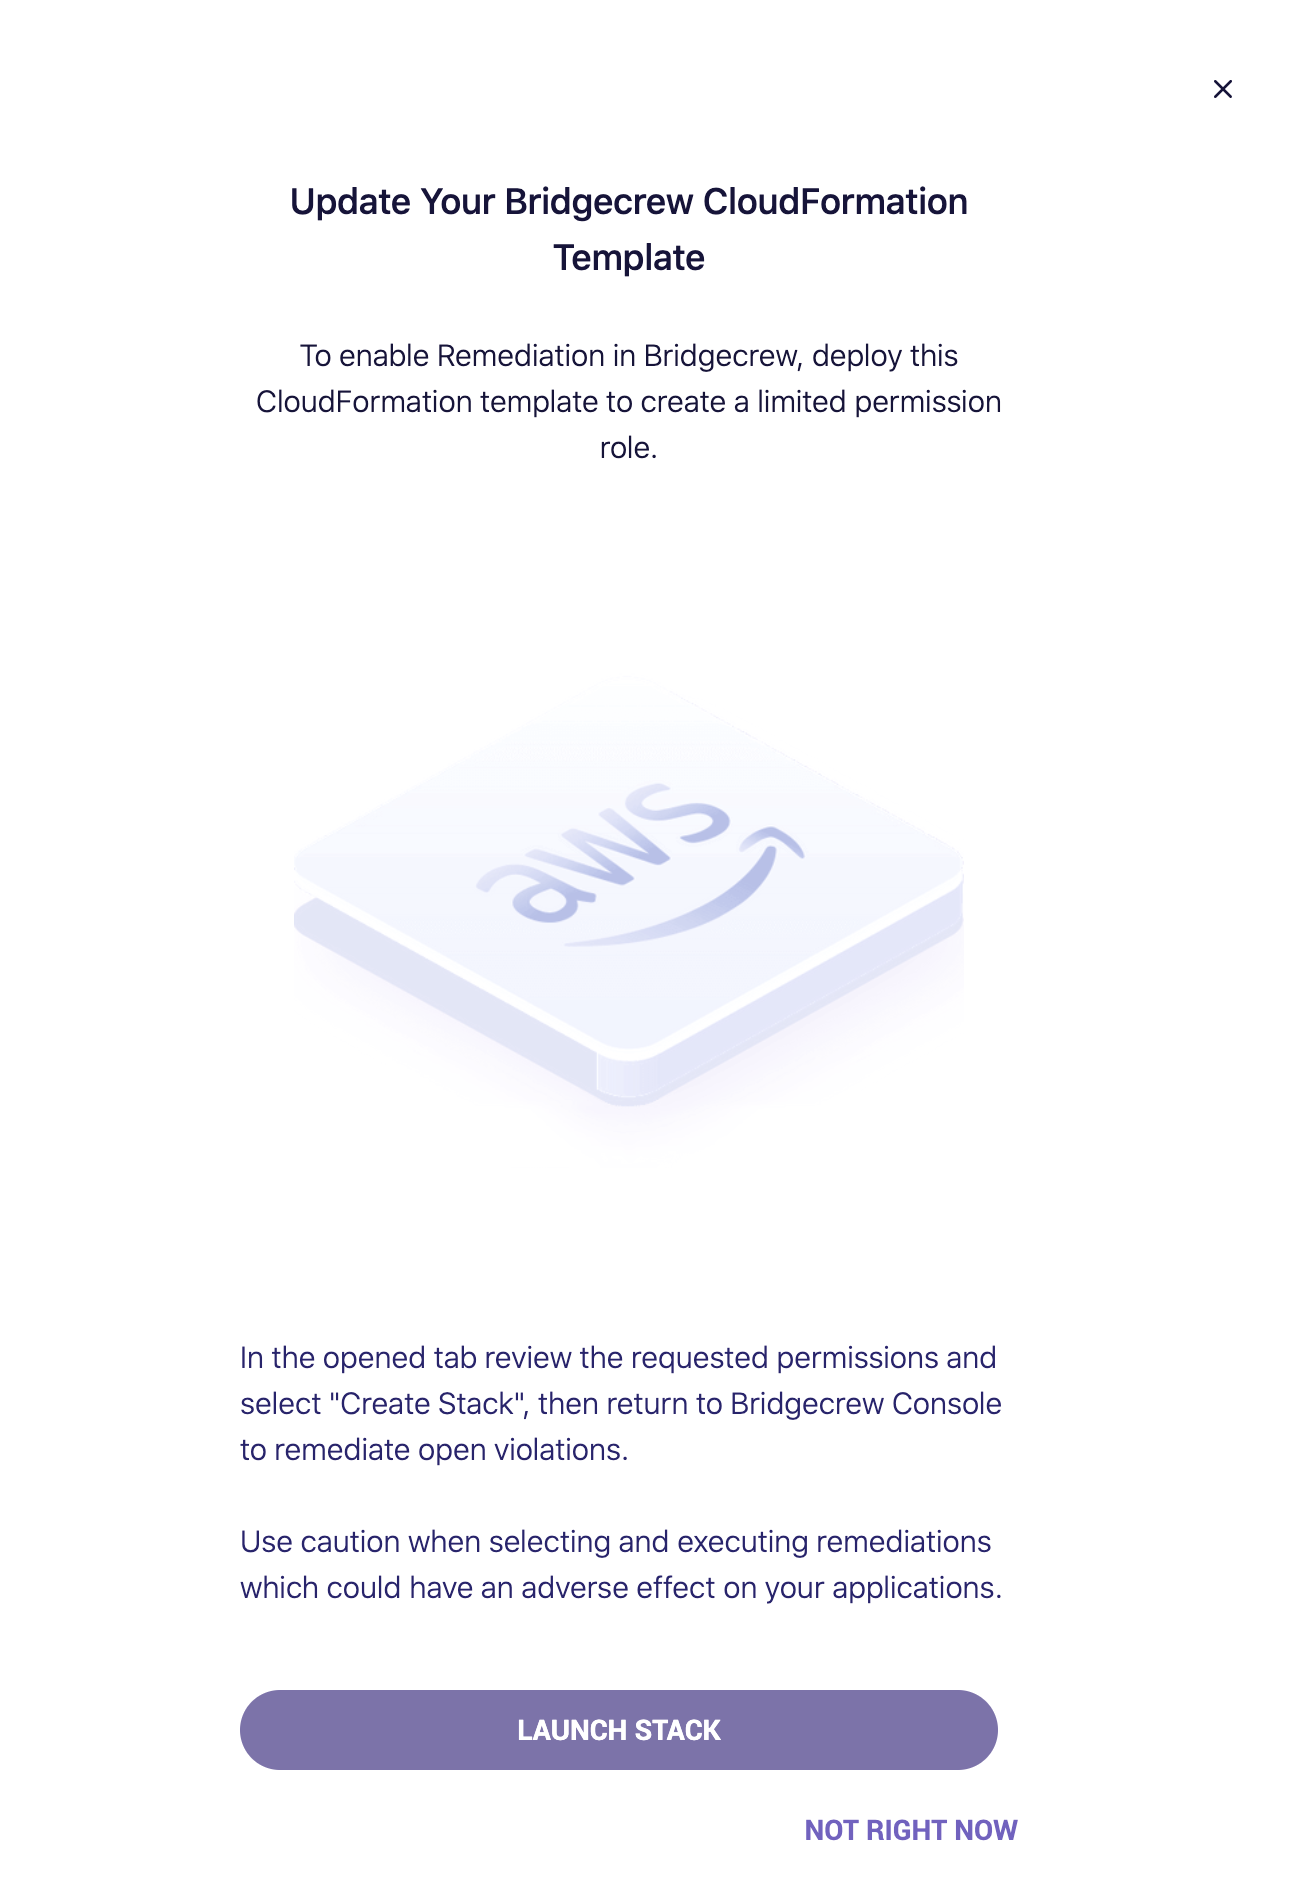 Update Your Bridgecrew CloudFormation
Template
To enable Remediation in Bridgecrew, deploy this
CloudFormation template to create a limited permission
role.
aws
In the opened tab review the requested permissions and
select "Create Stack", then return to Bridgecrew Console
to remediate open violations.
Use caution when selecting and executing remediations
which could have an adverse effect on your applications.
LAUNCH STACK
NOT RIGHT NOW